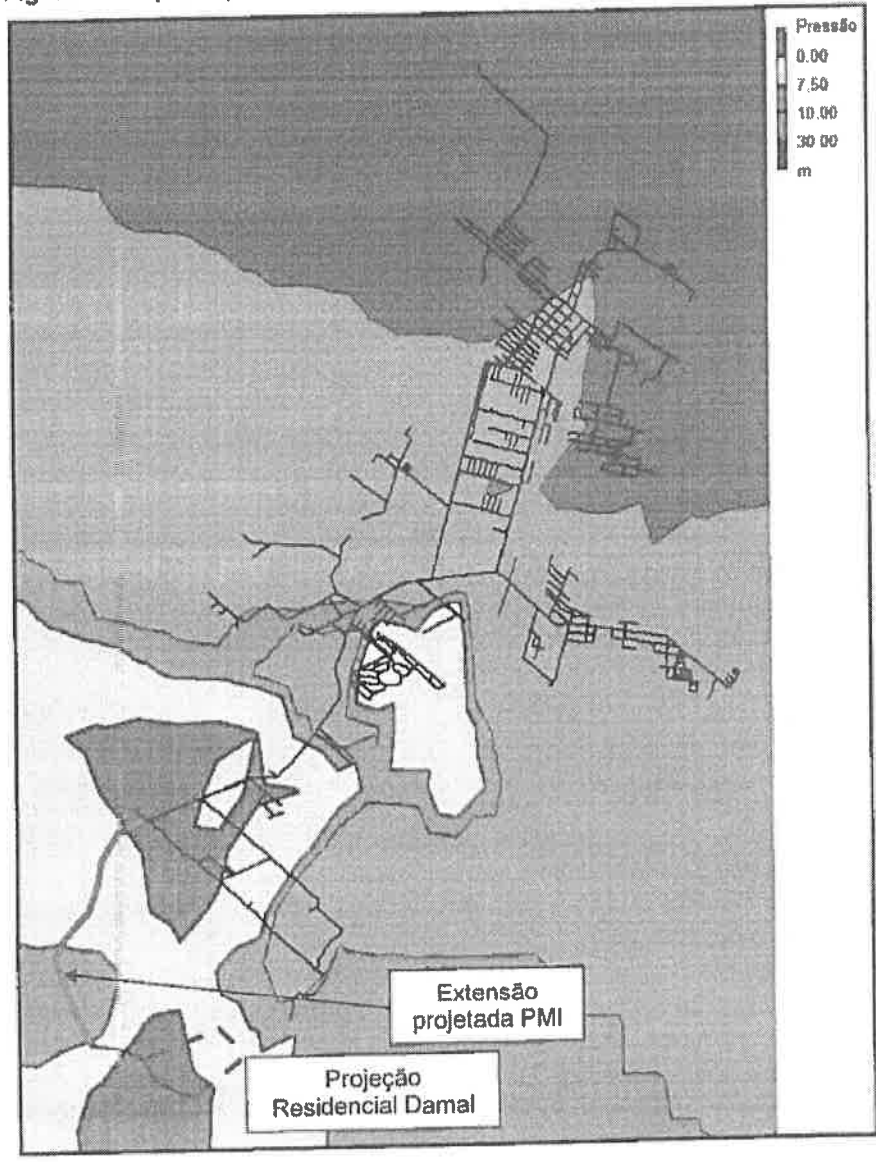 Pressão
0.00
7.50
10.00
30.00
m
Extensão
projetada PMI
Projeção
Residencial Damal